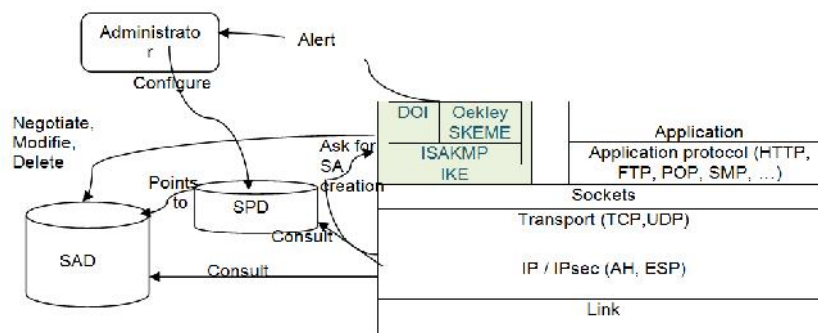 Administrato
r
Alert
Configure
Negotiate,
Modifie,
Delete
DOI
Oekley
SKEME
ISAKMP
IKE
Ask for
SA
creation
Application
Application protocol (HTTP,
FTP, POP, SMP, ...)
Sockets
Points
to
SPD
Transport (TCP,UDP)
Consult
SAD
Consult
IP / IPsec (AH, ESP)
Link